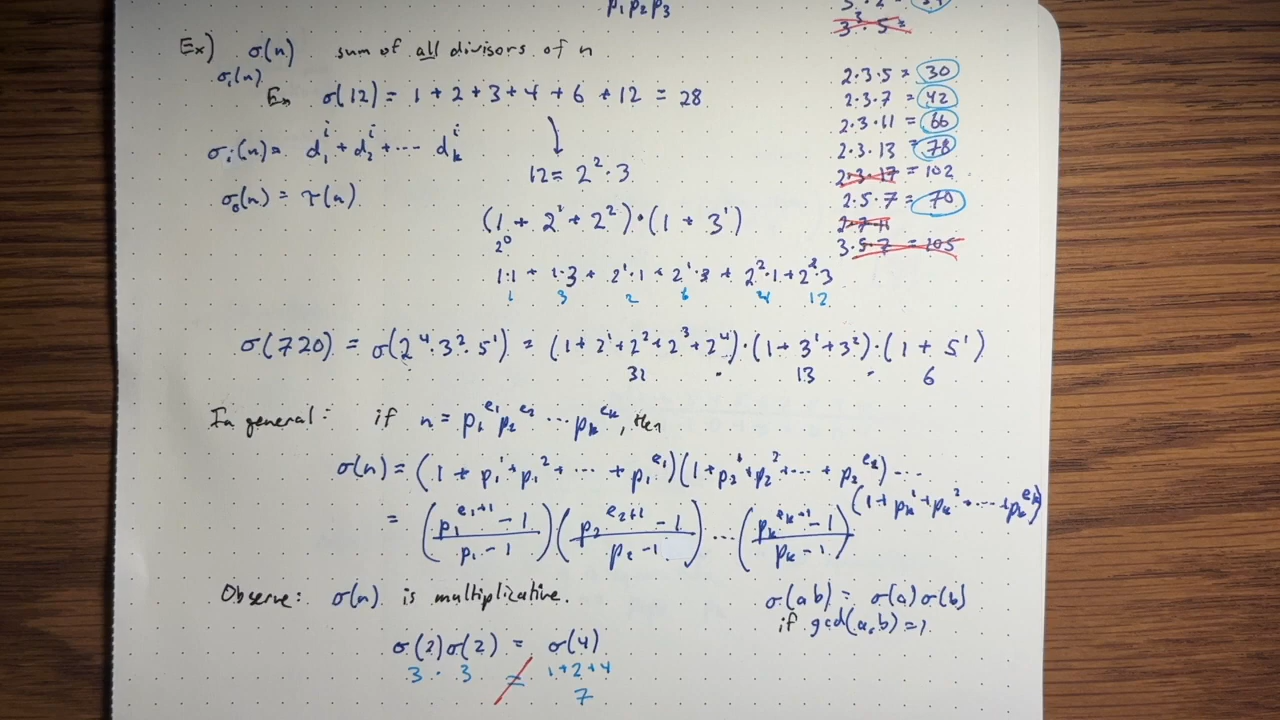 p₁p₂p₃
3³·5 =
Ex) σ(n) sum of all divisors of n
σᵢ(n)
Ex σ(12) = 1 + 2 + 3 + 4 + 6 + 12 = 28
σᵢ(n) = d₁ⁱ + d₂ⁱ + ··· dₖⁱ
12 = 2²·3
σ₀(n) = τ(n)
(1 + 2¹ + 2²)·(1 + 3¹)
2⁰
1·1 + 1·3 + 2¹·1 + 2¹·3 + 2²·1 + 2²·3
1 3 2 6 4 12
2·3·5 = 30
2·3·7 = 42
2·3·11 = 66
2·3·13 = 78
2·3·17 = 102
2·5·7 = 70
2·7·11
3·5·7 = 105
σ(720) = σ(2⁴·3²·5¹) = (1 + 2¹ + 2² + 2³ + 2⁴)·(1 + 3¹ + 3²)·(1 + 5¹)
31 · 13 · 6
In general: if n = p₁^e₁ p₂^e₂ ··· pₖ^eₖ, then
σ(n) = (1 + p₁¹ + p₁² + ··· + p₁^e₁)(1 + p₂¹ + p₂² + ··· + p₂^e₂) ···
(1 + pₖ¹ + pₖ² + ··· + pₖ^eₖ)
= ((p₁^(e₁+1) − 1)/(p₁ − 1)) ((p₂^(e₂+1) − 1)/(p₂ − 1)) ··· ((pₖ^(eₖ+1) − 1)/(pₖ − 1))
Observe: σ(n) is multiplicative.
σ(ab) = σ(a)σ(b)
if gcd(a,b) = 1.
σ(2)σ(2) = σ(4)
3 · 3 ≠ 1+2+4
7